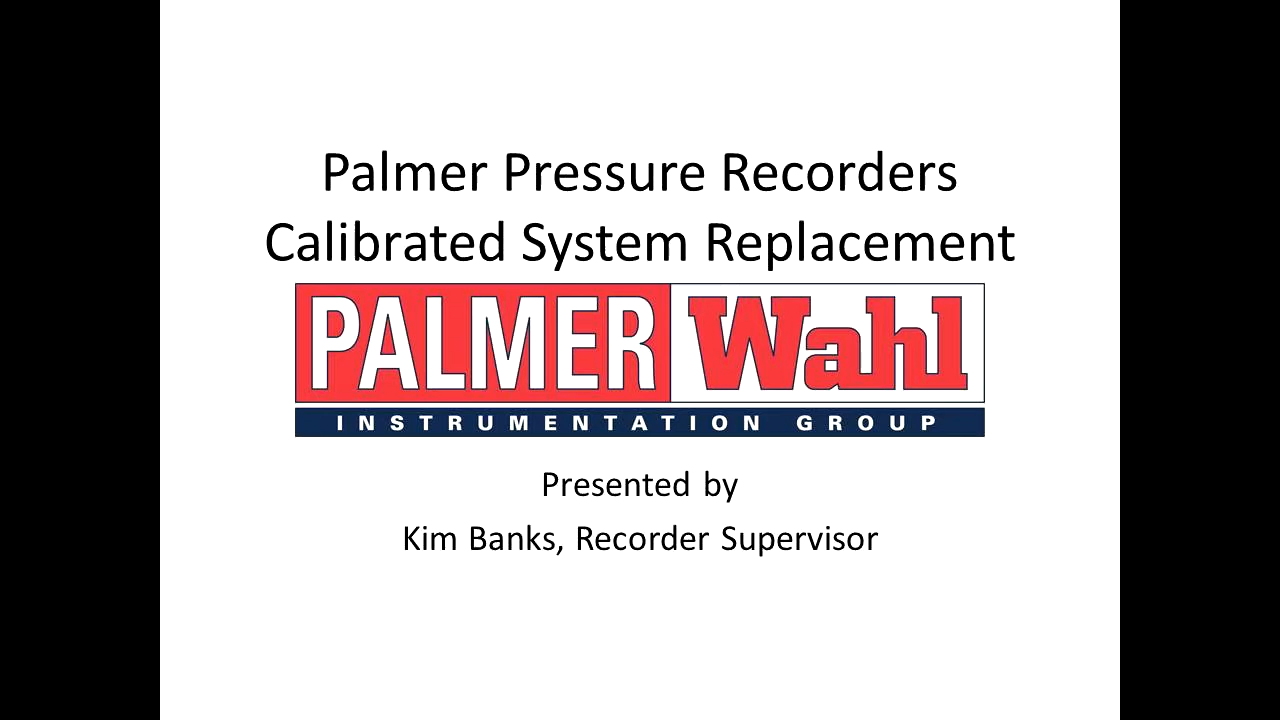 Palmer Pressure Recorders
Calibrated System Replacement
PALMER Wahl
INSTRUMENTATION GROUP
Presented by
Kim Banks, Recorder Supervisor